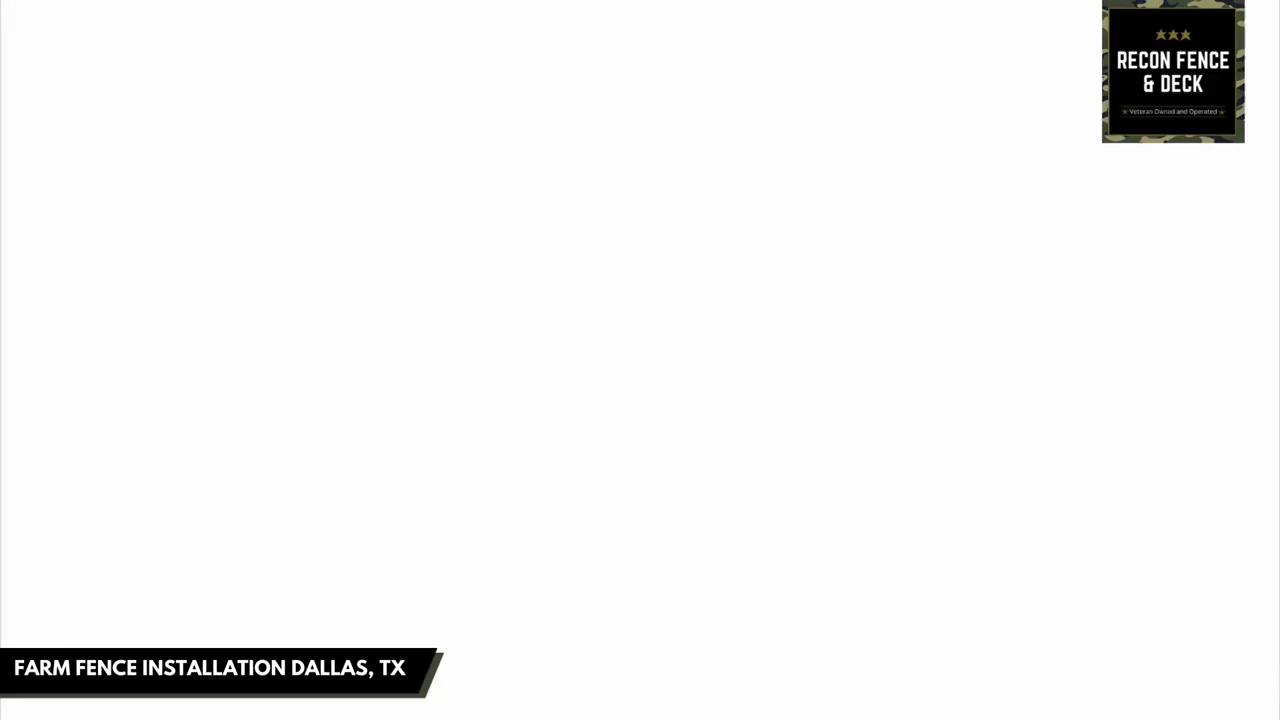 RECON FENCE
& DECK
Veteran Owned and Operated
FARM FENCE INSTALLATION DALLAS, TX